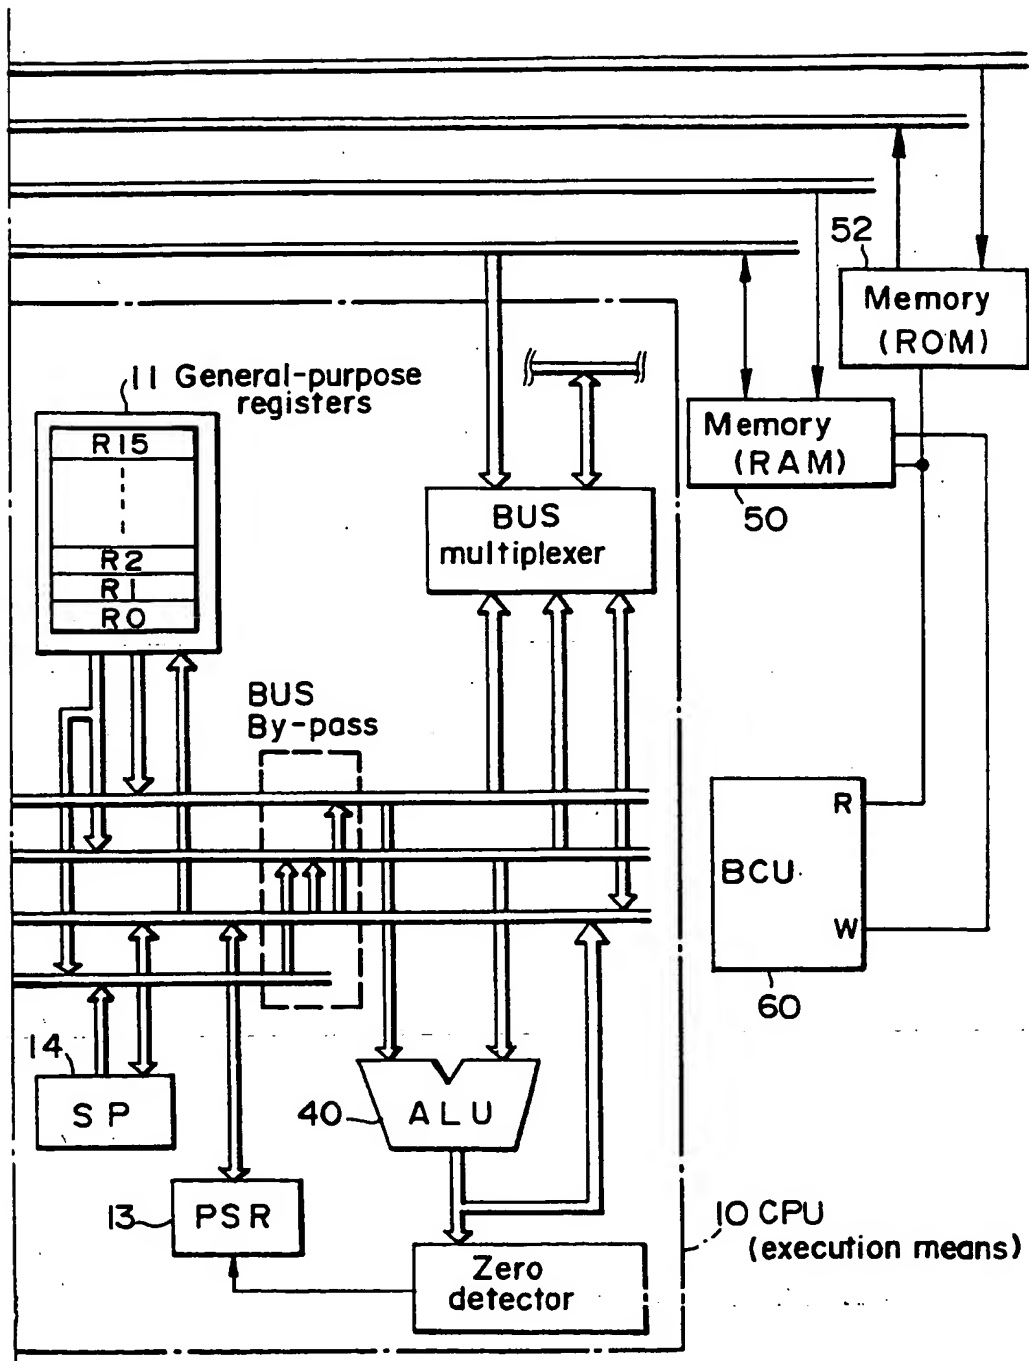 52
Memory
(ROM)
11 General-purpose
registers
R15
R2
R1
R0
Memory
(RAM)
50
BUS
multiplexer
BUS
By-pass
R
BCU
W
60
14
SP
40
ALU
13
PSR
Zero
detector
10 CPU
(execution means)